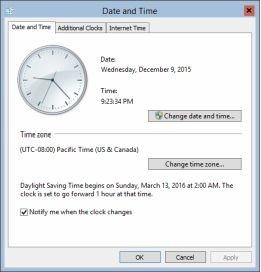 Date and Time
Date and Time
Additional Clocks
Internet Time
Date:
Wednesday, December 9, 2015
Time:
9:23:34 PM
Change date and time...
Time zone
(UTC-08:00) Pacific Time (US & Canada)
Change time zone...
Daylight Saving Time begins on Sunday, March 13, 2016 at 2:00 AM. The
clock is set to go forward 1 hour at that time.
Notify me when the clock changes
OK
Cancel
Apply